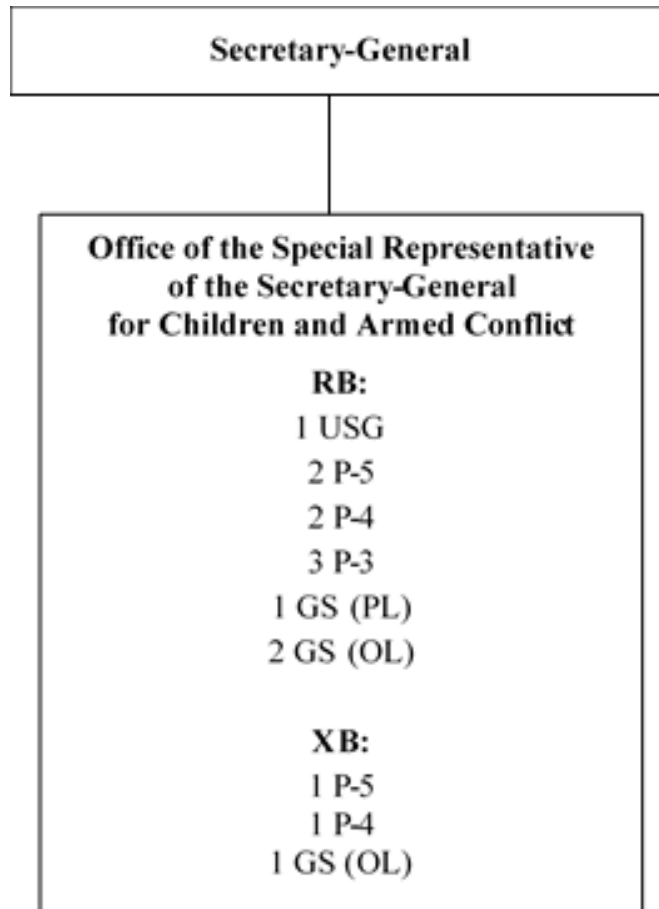 Secretary-General
Office of the Special Representative
of the Secretary-General
for Children and Armed Conflict
RB:
1 USG
2 P-5
2 P-4
3 P-3
1 GS (PL)
2 GS (OL)
XB:
1 P-5
1 P-4
1 GS (OL)